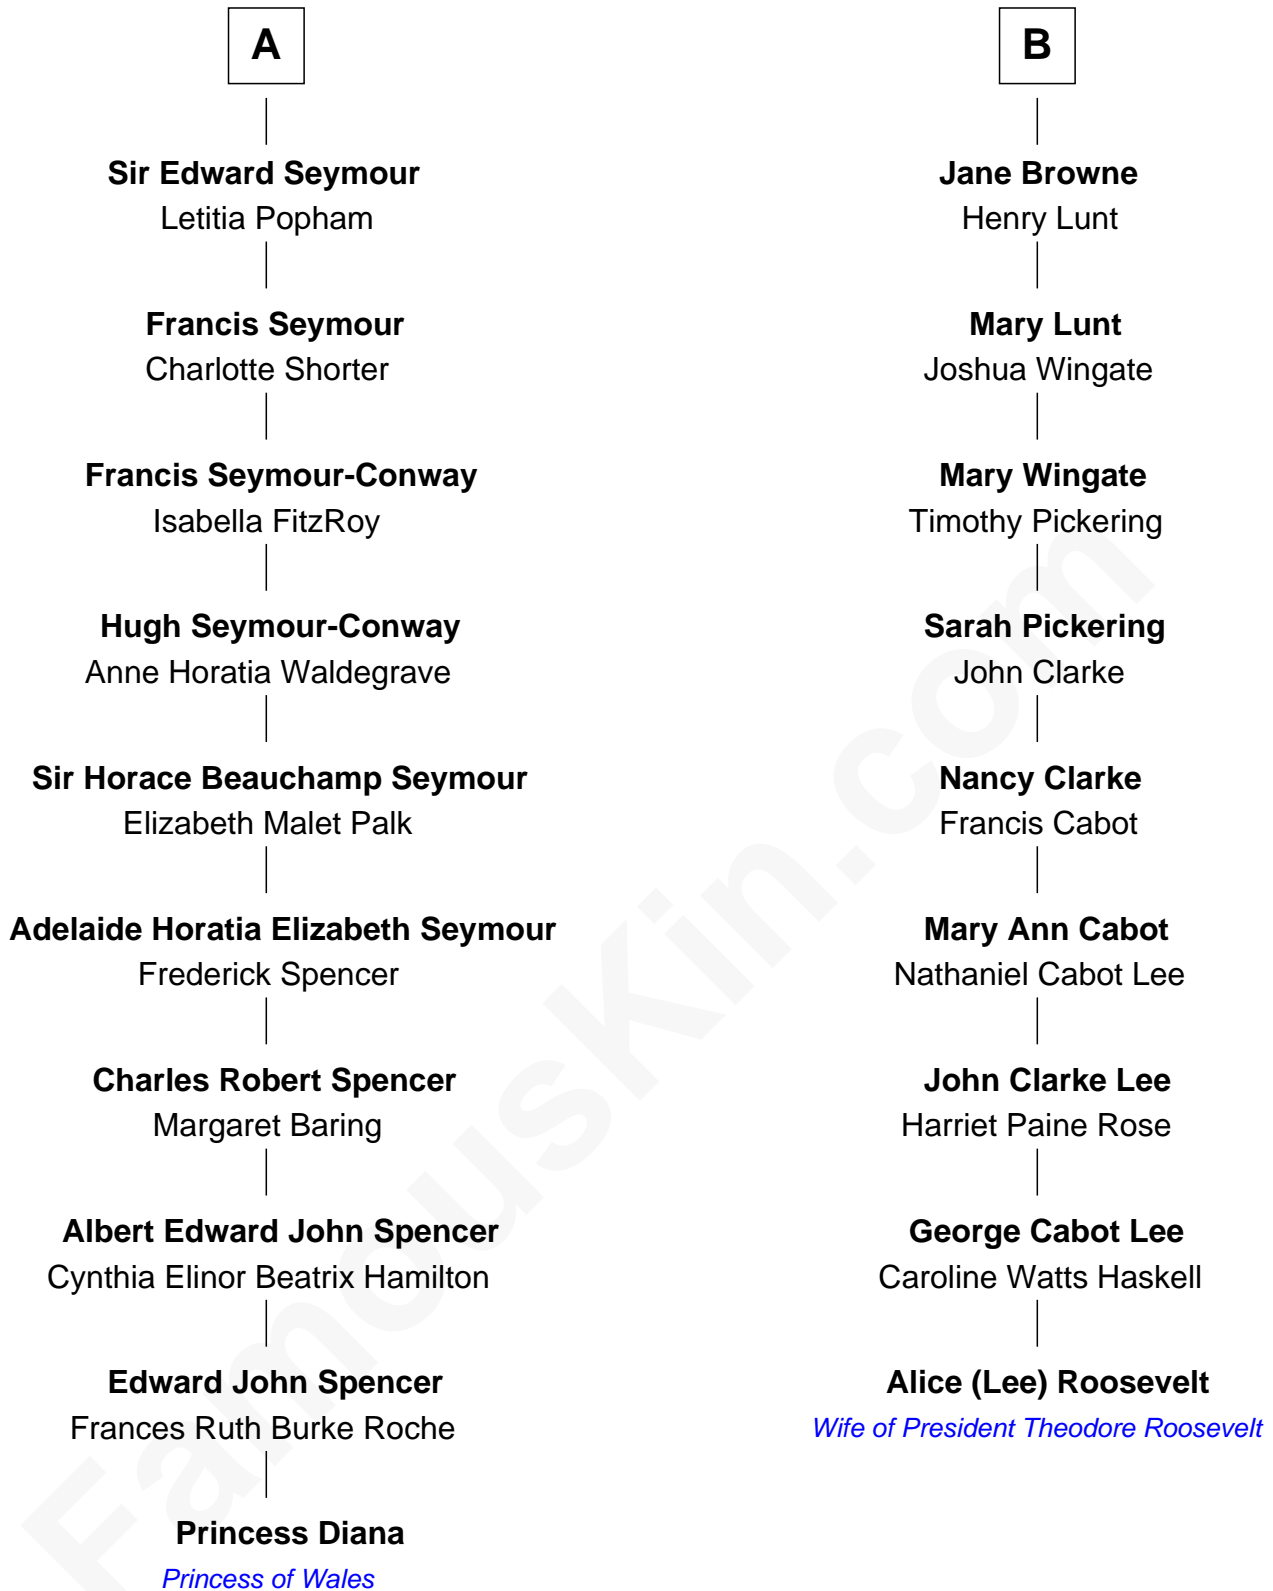 A
Sir Edward Seymour
Letitia Popham
Francis Seymour
Charlotte Shorter
Francis Seymour-Conway
Isabella FitzRoy
Hugh Seymour-Conway
Anne Horatia Waldegrave
Sir Horace Beauchamp Seymour
Elizabeth Malet Palk
Adelaide Horatia Elizabeth Seymour
Frederick Spencer
Charles Robert Spencer
Margaret Baring
Albert Edward John Spencer
Cynthia Elinor Beatrix Hamilton
Edward John Spencer
Frances Ruth Burke Roche
Princess Diana
Princess of Wales
B
Jane Browne
Henry Lunt
Mary Lunt
Joshua Wingate
Mary Wingate
Timothy Pickering
Sarah Pickering
John Clarke
Nancy Clarke
Francis Cabot
Mary Ann Cabot
Nathaniel Cabot Lee
John Clarke Lee
Harriet Paine Rose
George Cabot Lee
Caroline Watts Haskell
Alice (Lee) Roosevelt
Wife of President Theodore Roosevelt
FamousKin.com